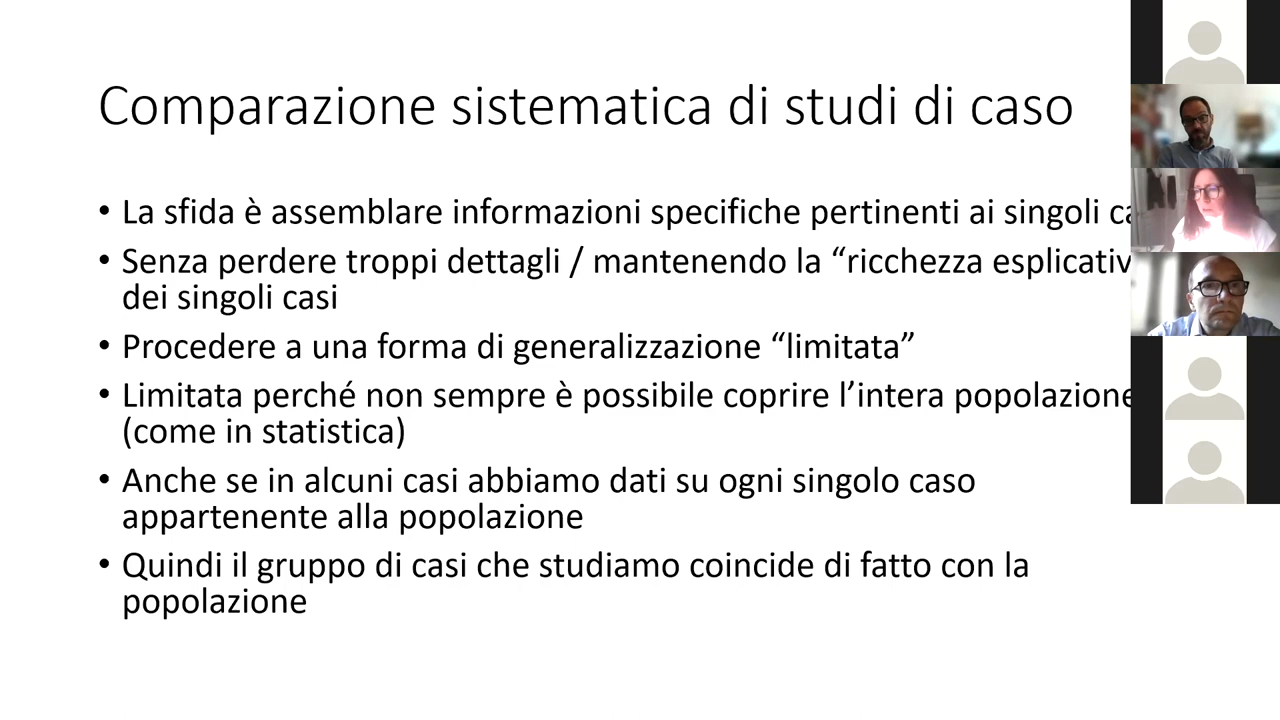 Comparazione sistematica di studi di caso
• La sfida è assemblare informazioni specifiche pertinenti ai singoli
• Senza perdere troppi dettagli / mantenendo la “ricchezza
dei singoli casi
• Procedere a una forma di generalizzazione “limitata”
• Limitata perché non sempre è possibile coprire l’intera popolazione
(come in statistica)
• Anche se in alcuni casi abbiamo dati su ogni singolo caso
appartenente alla popolazione
• Quindi il gruppo di casi che studiamo coincide di fatto con la
popolazione